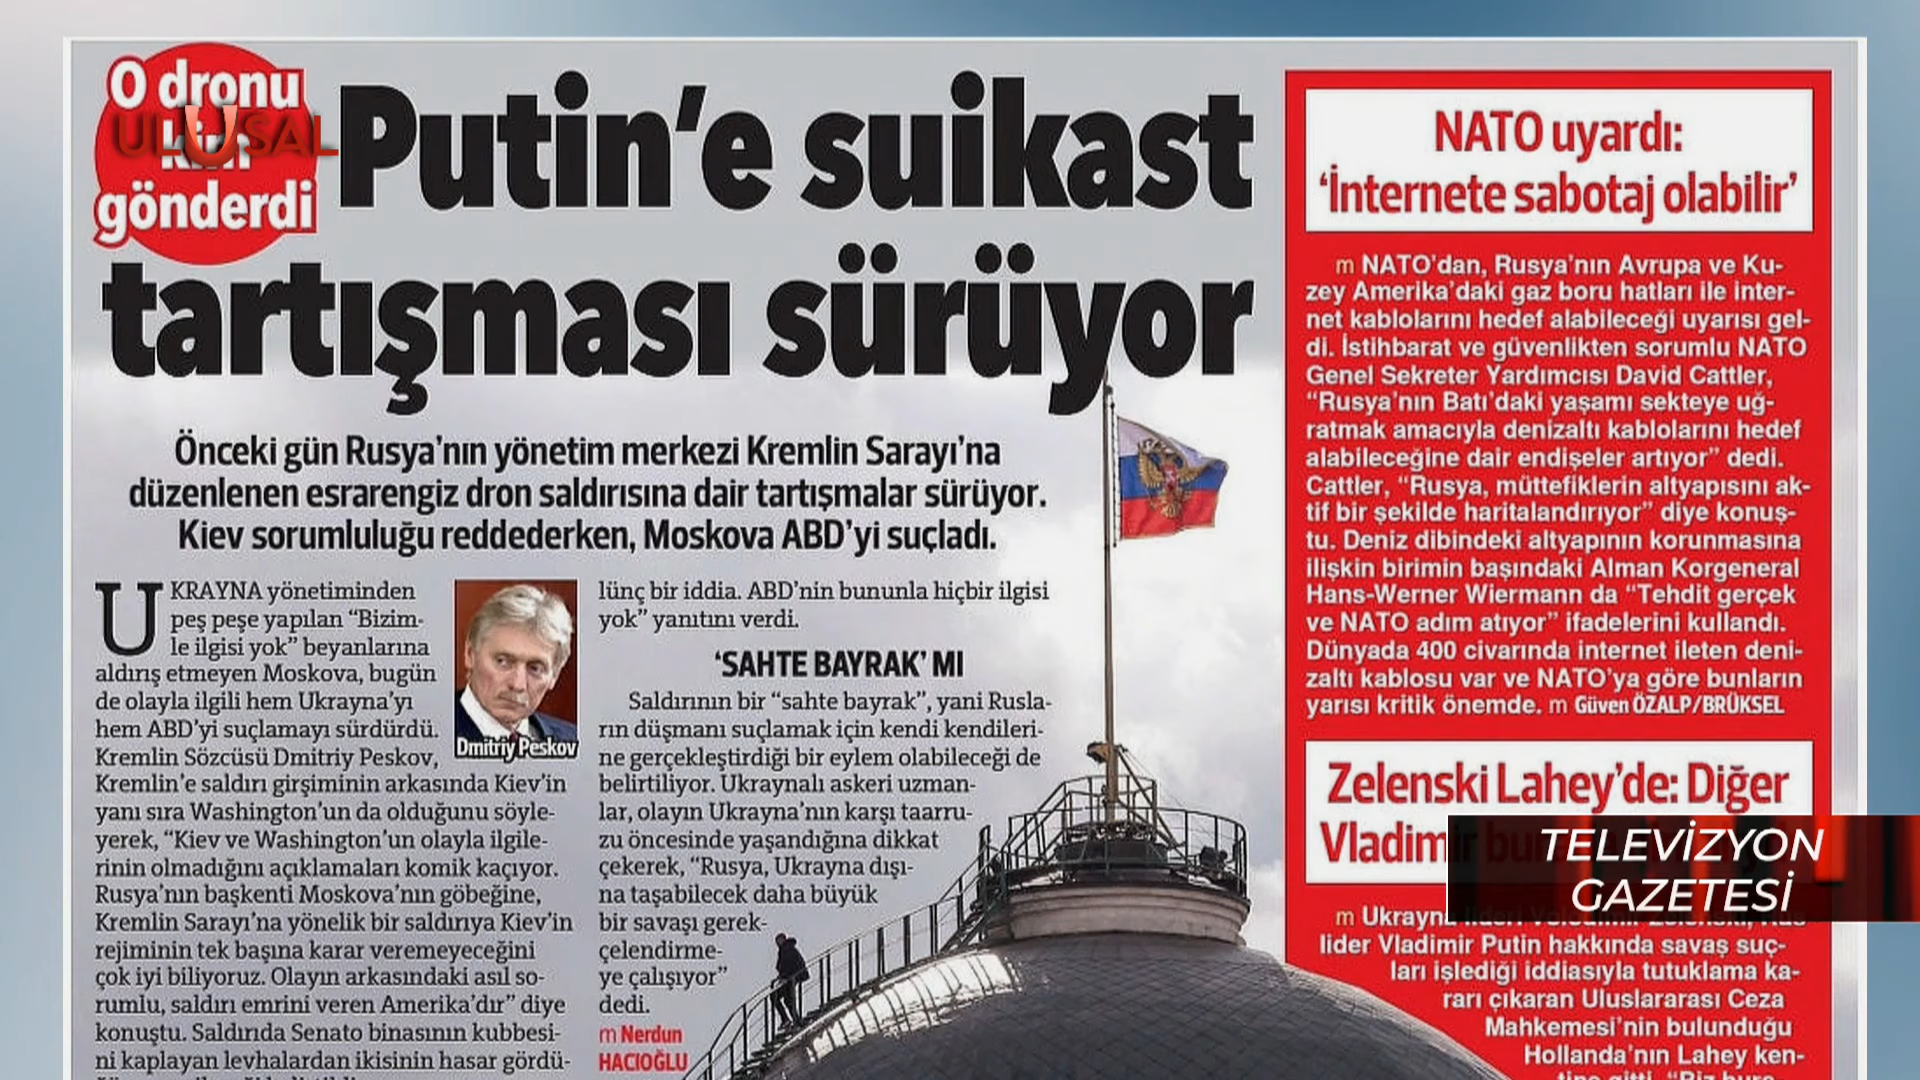 O dronu
kim
gönderdi
ULUSAL
Putin’e suikast
tartışması sürüyor
Önceki gün Rusya’nın yönetim merkezi Kremlin Sarayı’na
düzenlenen esrarengiz dron saldırısına dair tartışmalar sürüyor.
Kiev sorumluluğu reddederken, Moskova ABD’yi suçladı.
UKRAYNA yönetiminden
peş peşe yapılan “Bizim-
le ilgisi yok” beyanlarına
aldırış etmeyen Moskova, bugün
de olayla ilgili hem Ukrayna’yı
hem ABD’yi suçlamayı sürdürdü.
Kremlin Sözcüsü Dmitriy Peskov,
Kremlin’e saldırı girşiminin arkasında Kiev’in
yanı sıra Washington’un da olduğunu söyle-
yerek, “Kiev ve Washington’un olayla ilgile-
rinin olmadığını açıklamaları komik kaçıyor.
Rusya’nın başkenti Moskova’nın göbeğine,
Kremlin Sarayı’na yönelik bir saldırıya Kiev’in
rejiminin tek başına karar veremeyeceğini
çok iyi biliyoruz. Olayın arkasındaki asıl so-
rumlu, saldırı emrini veren Amerika’dır” diye
konuştu. Saldırıda Senato binasının kubbesi-
ni kaplayan levhalardan ikisinin hasar gördü-
Dmitriy Peskov
lünç bir iddia. ABD’nin bununla hiçbir ilgisi
yok” yanıtını verdi.
‘SAHTE BAYRAK’ MI
Saldırının bir “sahte bayrak”, yani Rusla-
rın düşmanı suçlamak için kendi kendileri-
ne gerçekleştirdiği bir eylem olabileceği de
belirtiliyor. Ukraynalı askeri uzman-
lar, olayın Ukrayna’nın karşı taarru-
zu öncesinde yaşandığına dikkat
çekerek, “Rusya, Ukrayna dışı-
na taşabilecek daha büyük
bir savaşı gerek-
çelendirme-
ye çalışıyor”
dedi.
m Nerdun
HACIOĞLU
NATO uyardı:
‘İnternete sabotaj olabilir’
m NATO’dan, Rusya’nın Avrupa ve Ku-
zey Amerika’daki gaz boru hatları ile inter-
net kablolarını hedef alabileceği uyarısı gel-
di. İstihbarat ve güvenlikten sorumlu NATO
Genel Sekreter Yardımcısı David Cattler,
“Rusya’nın Batı’daki yaşamı sekteye uğ-
ratmak amacıyla denizaltı kablolarını hedef
alabileceğine dair endişeler artıyor” dedi.
Cattler, “Rusya, müttefiklerin altyapısını ak-
tif bir şekilde haritalandırıyor” diye konuş-
tu. Deniz dibindeki altyapının korunmasına
ilişkin birimin başındaki Alman Korgeneral
Hans-Werner Wiermann da “Tehdit gerçek
ve NATO adım atıyor” ifadelerini kullandı.
Dünyada 400 civarında internet ileten deni-
zaltı kablosu var ve NATO’ya göre bunların
yarısı kritik önemde. m Güven ÖZALP/BRÜKSEL
Zelenski Lahey’de: Diğer
Vladimir
TELEVİZYON
GAZETESİ
m Ukrayna lideri Volodimir Zelenski, Rus
lider Vladimir Putin hakkında savaş suç-
ları işlediği iddiasıyla tutuklama ka-
rarı çıkaran Uluslararası Ceza
Mahkemesi’nin bulunduğu
Hollanda’nın Lahey ken-
tine gitti. “Biz bura-